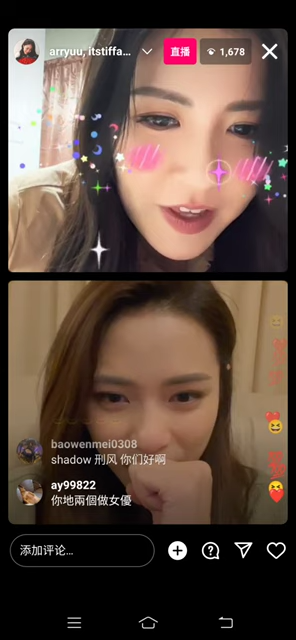 arryuu, itstiffa...
直播
1,678
baowenmei0308
shadow 刑风 你们好啊
ay99822
你地兩個做女優
添加评论...